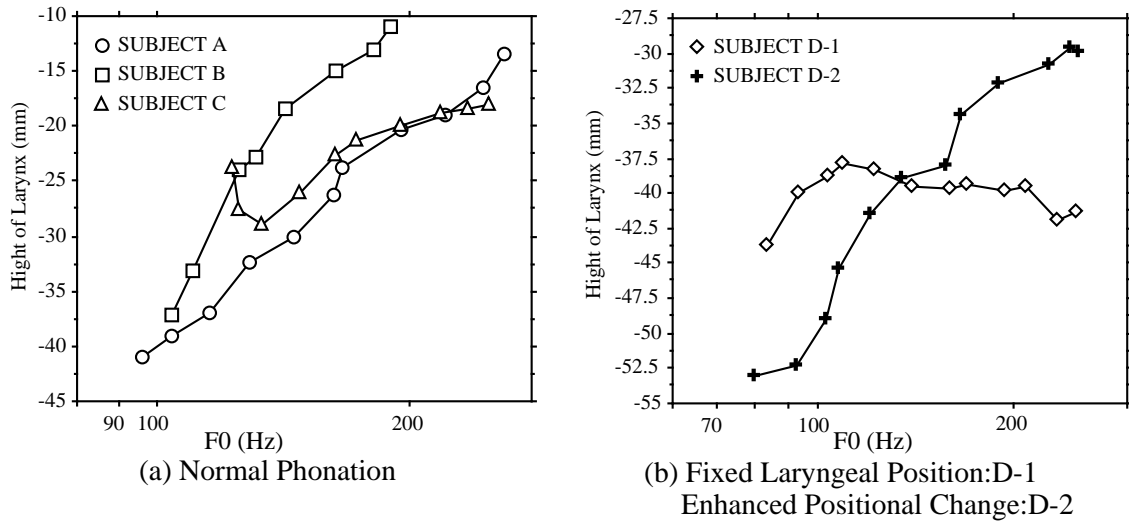 -10
-15
-20
-25
-30
-35
-40
-45
Hight of Larynx (mm)
SUBJECT A
SUBJECT B
SUBJECT C
90 100 200
F0 (Hz)
(a) Normal Phonation
-27.5
-30
-32.5
-35
-37.5
-40
-42.5
-45
-47.5
-50
-52.5
-55
Hight of Larynx (mm)
SUBJECT D-1
SUBJECT D-2
70 100 200
F0 (Hz)
(b) Fixed Laryngeal Position:D-1
Enhanced Positional Change:D-2